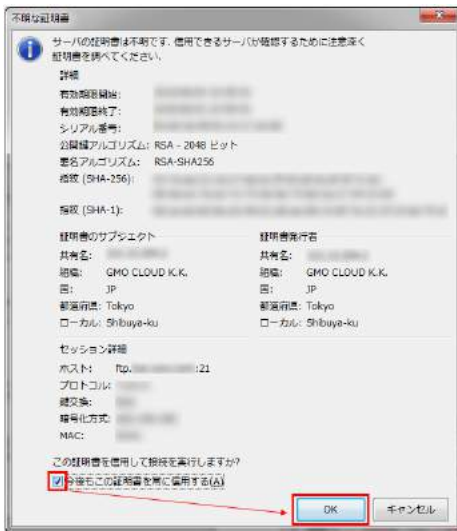 不明な証明書
サーバの証明書は不明です. 信用できるサーバか確認するために注意深く
証明書を調べてください.
詳細
有効期限開始:
有効期限終了:
シリアル番号:
公開鍵アルゴリズム: RSA - 2048 ビット
署名アルゴリズム: RSA-SHA256
指紋 (SHA-256):
指紋 (SHA-1):
証明書のサブジェクト
共有名:
組織: GMO CLOUD K.K.
国: JP
都道府県: Tokyo
ローカル: Shibuya-ku
証明書発行者
共有名:
組織: GMO CLOUD K.K.
国: JP
都道府県: Tokyo
ローカル: Shibuya-ku
セッション詳細
ホスト: ftp. :21
プロトコル:
鍵交換:
暗号化方式:
MAC:
この証明書を信用して接続を実行しますか?
今後もこの証明書を常に信用する(A)
OK
キャンセル